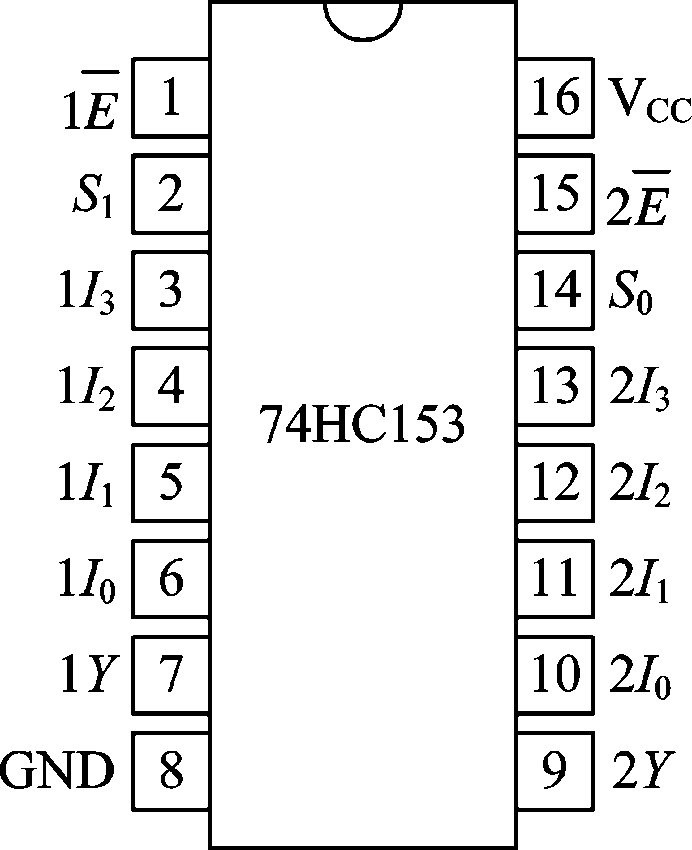 1E̅ 1 16 VCC
S1 2 15 2E̅
1I3 3 14 S0
1I2 4 13 2I3
74HC153
1I1 5 12 2I2
1I0 6 11 2I1
1Y 7 10 2I0
GND 8 9 2Y